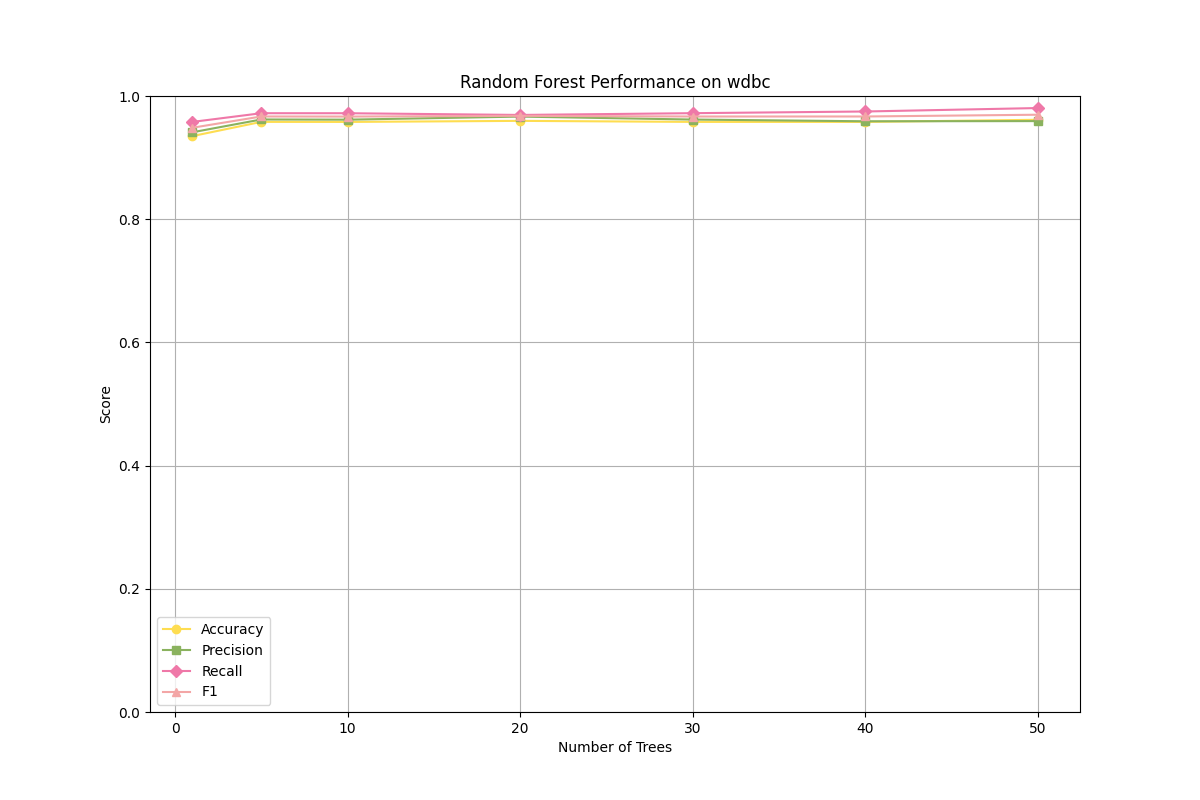 Random Forest Performance on wdbc
1.0
0.8
0.6
0.4
0.2
0.0
Score
Accuracy
Precision
Recall
F1
0 10 20 30 40 50
Number of Trees